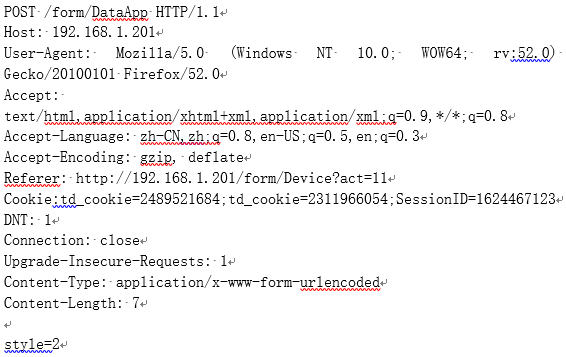 POST /form/DataApp HTTP/1.1
Host: 192.168.1.201
User-Agent: Mozilla/5.0 (Windows NT 10.0; WOW64; rv:52.0)
Gecko/20100101 Firefox/52.0
Accept:
text/html,application/xhtml+xml,application/xml;q=0.9,*/*;q=0.8
Accept-Language: zh-CN,zh;q=0.8,en-US;q=0.5,en;q=0.3
Accept-Encoding: gzip, deflate
Referer: http://192.168.1.201/form/Device?act=11
Cookie:td_cookie=2489521684;td_cookie=2311966054;SessionID=1624467123
DNT: 1
Connection: close
Upgrade-Insecure-Requests: 1
Content-Type: application/x-www-form-urlencoded
Content-Length: 7
style=2